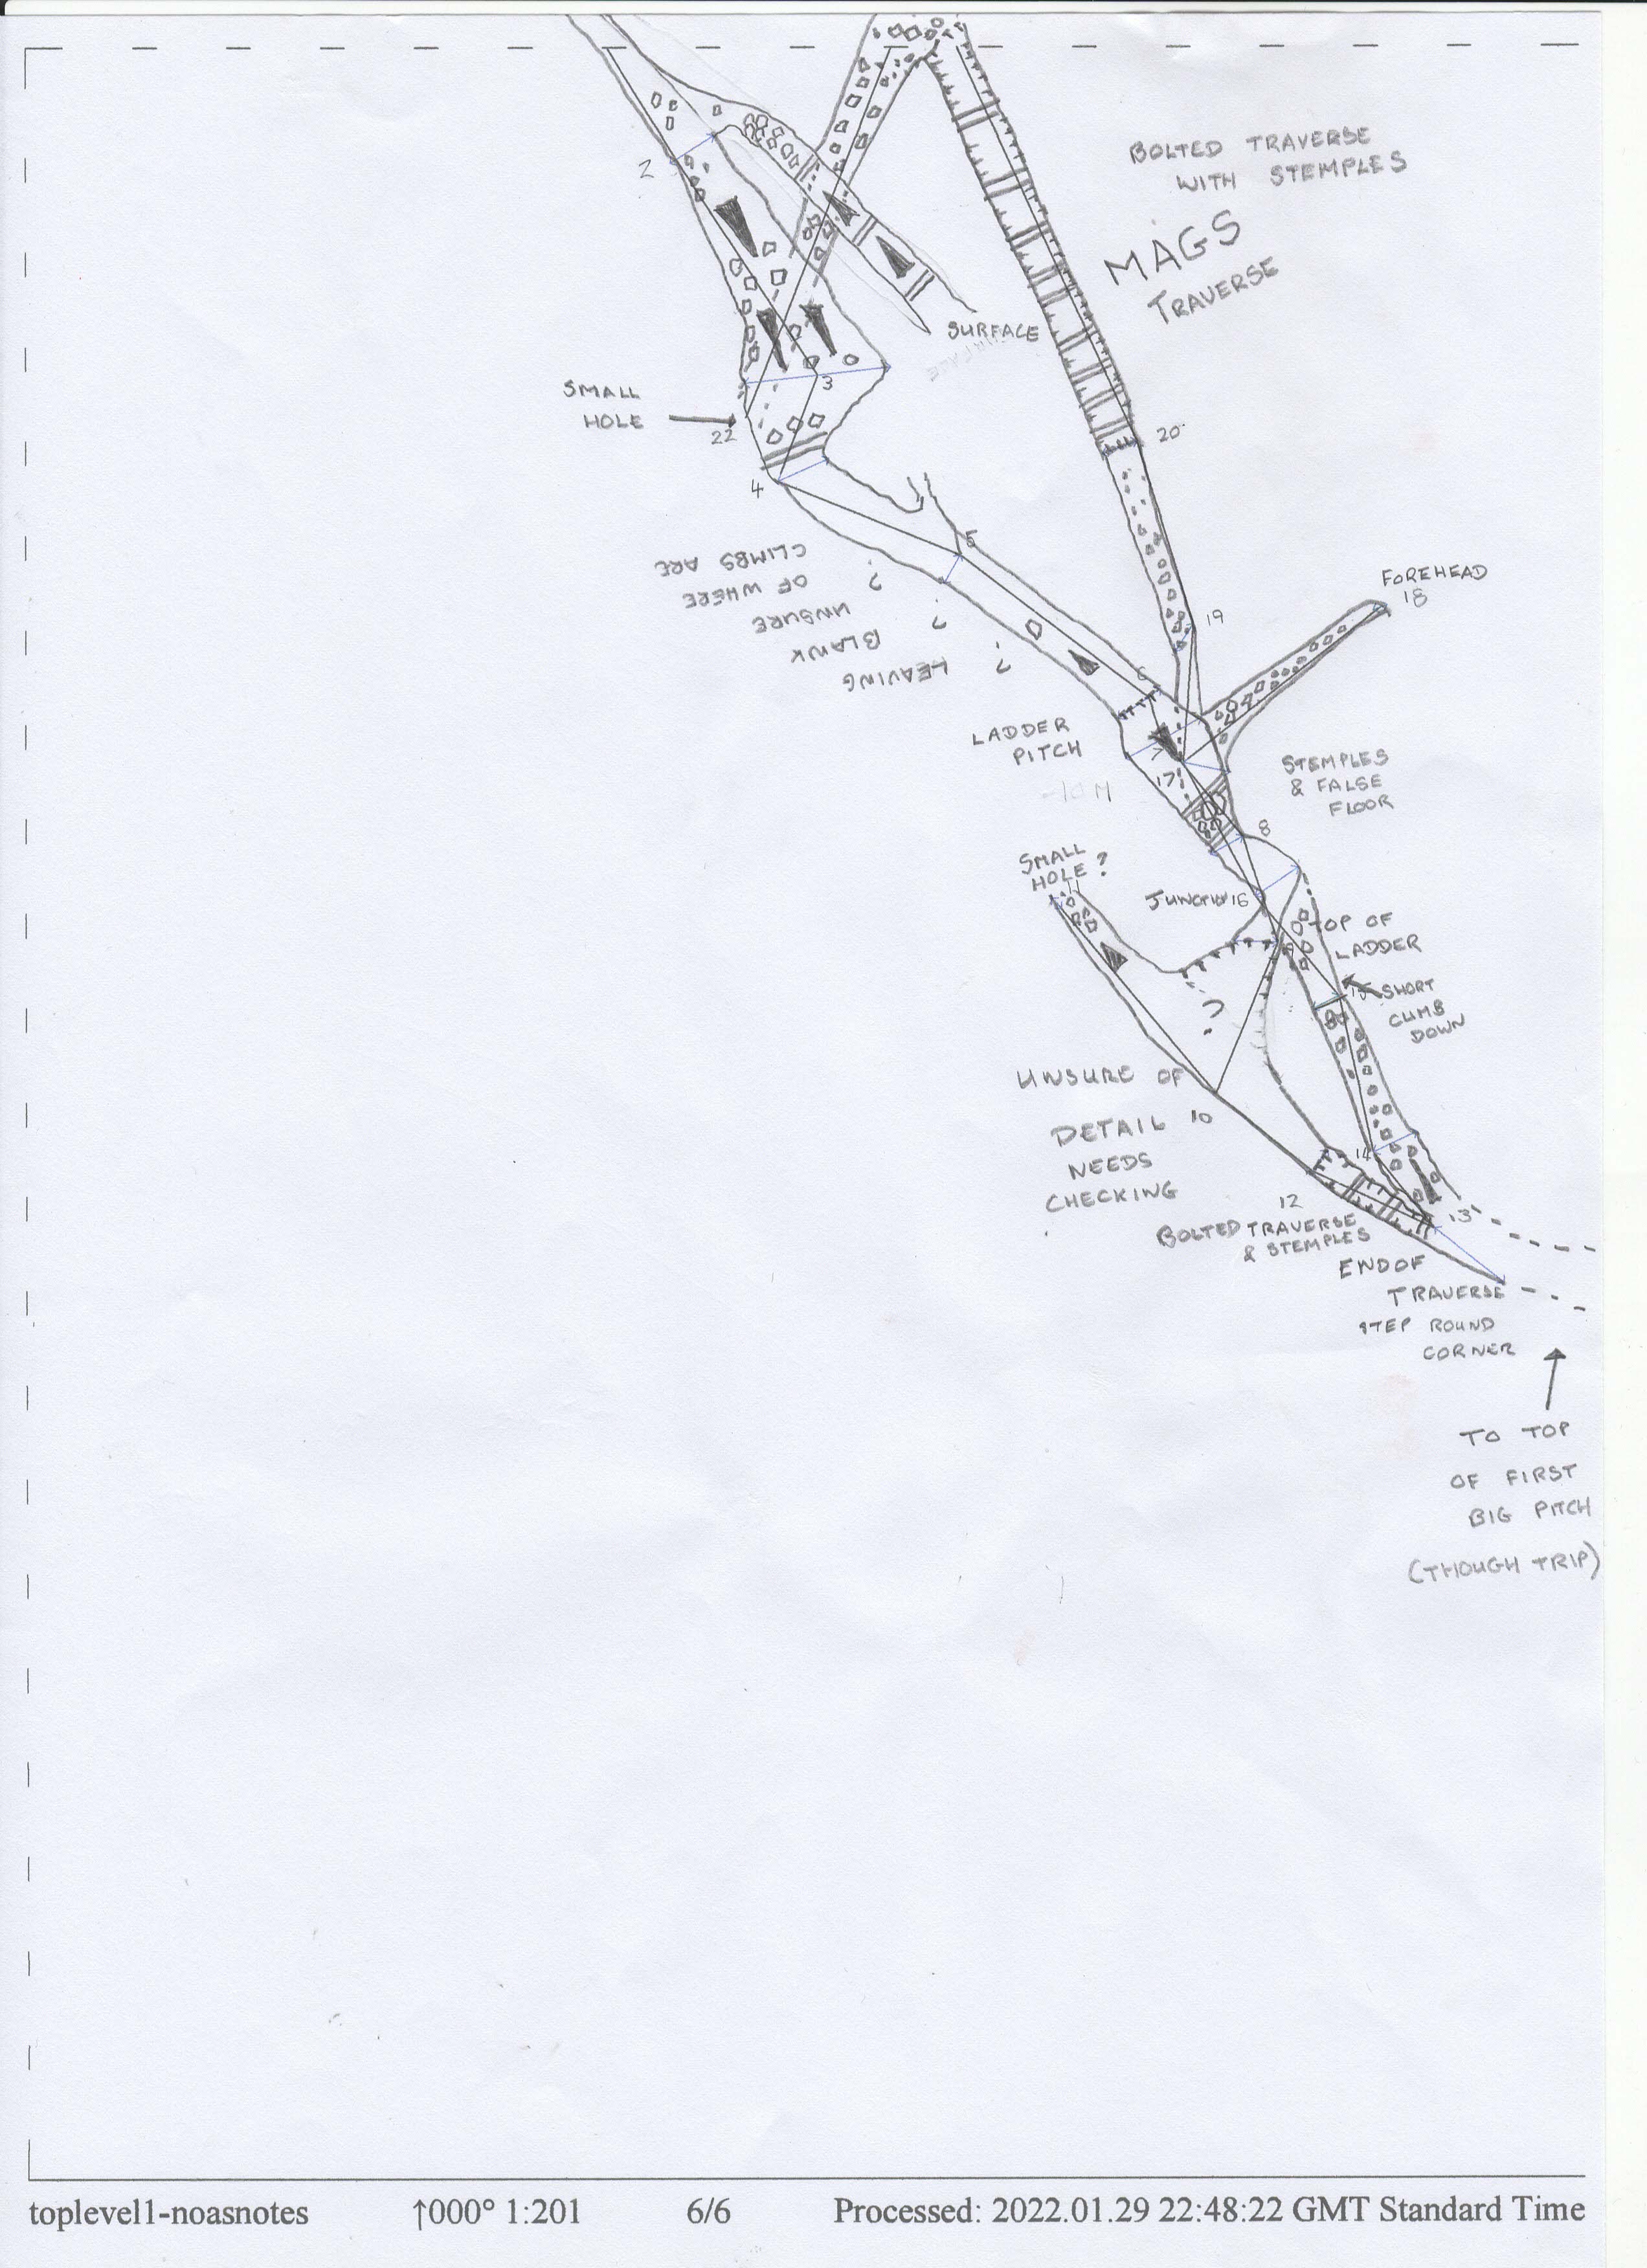 BOLTED TRAVERSE
WITH STEMPLES
MAGS
TRAVERSE
2
SURFACE
3
SMALL
HOLE
22
4
20
5
LEAVING
BLANK
UNSURE
OF WHERE
CLIMBS ARE
?
?
?
FOREHEAD
18
19
6
LADDER
PITCH
7
17
STEMPLES
& FALSE
FLOOR
8
SMALL
HOLE?
11
JUNCTION 16
9
TOP OF
LADDER
15
SHORT
CLIMB
DOWN
?
UNSURE OF
DETAIL
NEEDS
CHECKING
10
14
12
13
BOLTED TRAVERSE
& STEMPLES
END OF
TRAVERSE
STEP ROUND
CORNER
TO TOP
OF FIRST
BIG PITCH
(THOUGH TRIP)
toplevel1-noasnotes ↑000° 1:201 6/6 Processed: 2022.01.29 22:48:22 GMT Standard Time